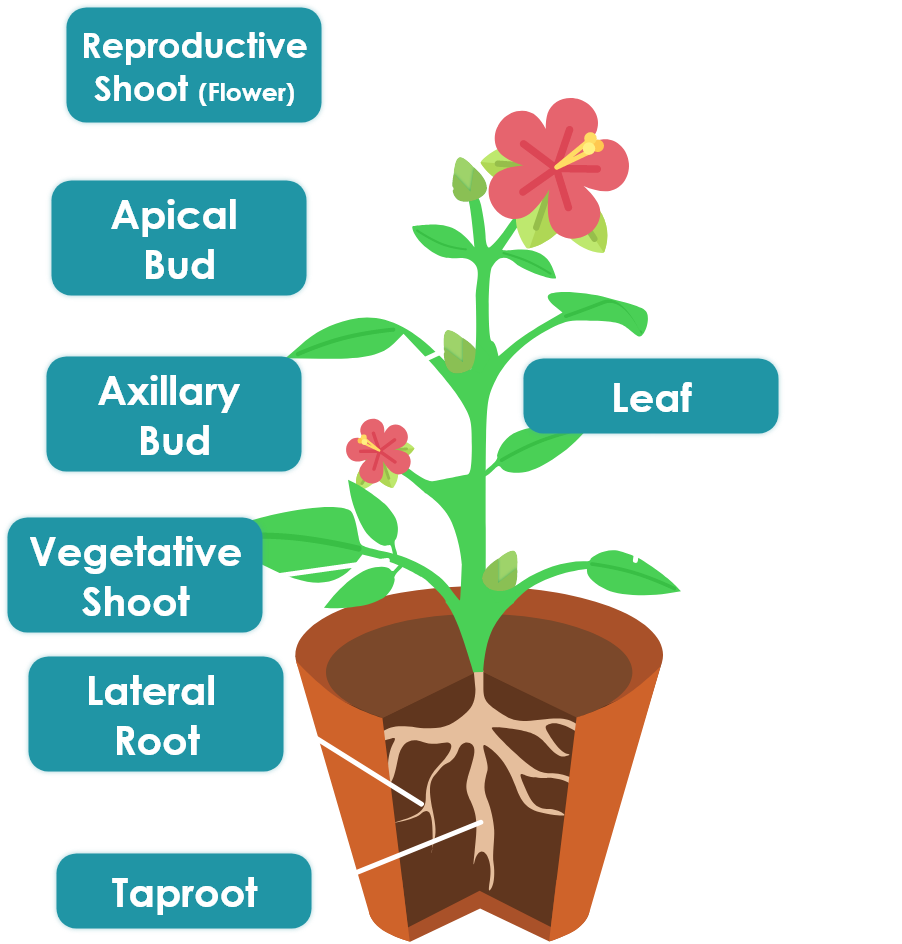 Reproductive
Shoot (Flower)
Apical
Bud
Axillary
Bud
Leaf
Vegetative
Shoot
Lateral
Root
Taproot